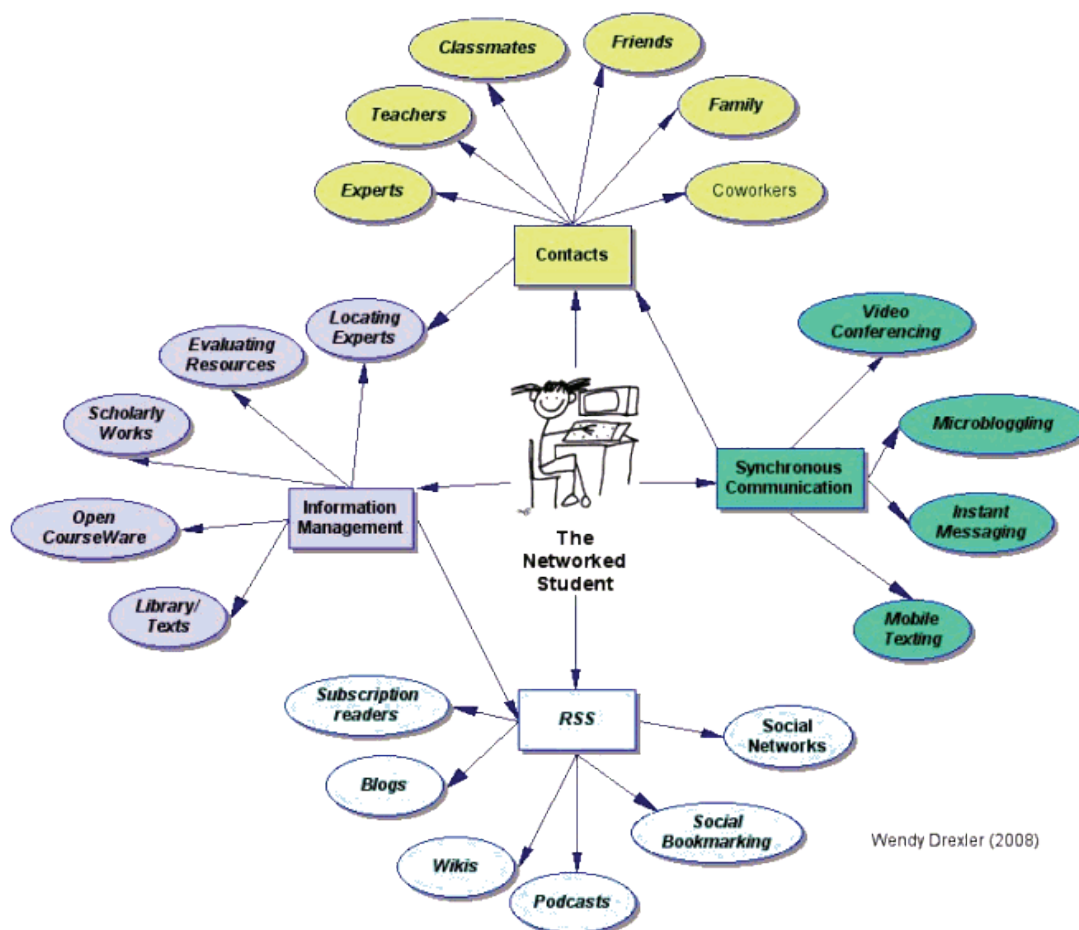 Classmates
Friends
Teachers
Family
Experts
Coworkers
Contacts
Locating
Experts
Video
Conferencing
Evaluating
Resources
Scholarly
Works
Microbloggling
Synchronous
Communication
Information
Management
Open
CourseWare
Instant
Messaging
The
Networked
Student
Library/
Texts
Mobile
Texting
Subscription
readers
RSS
Social
Networks
Blogs
Social
Bookmarking
Wikis
Podcasts
Wendy Drexler (2008)